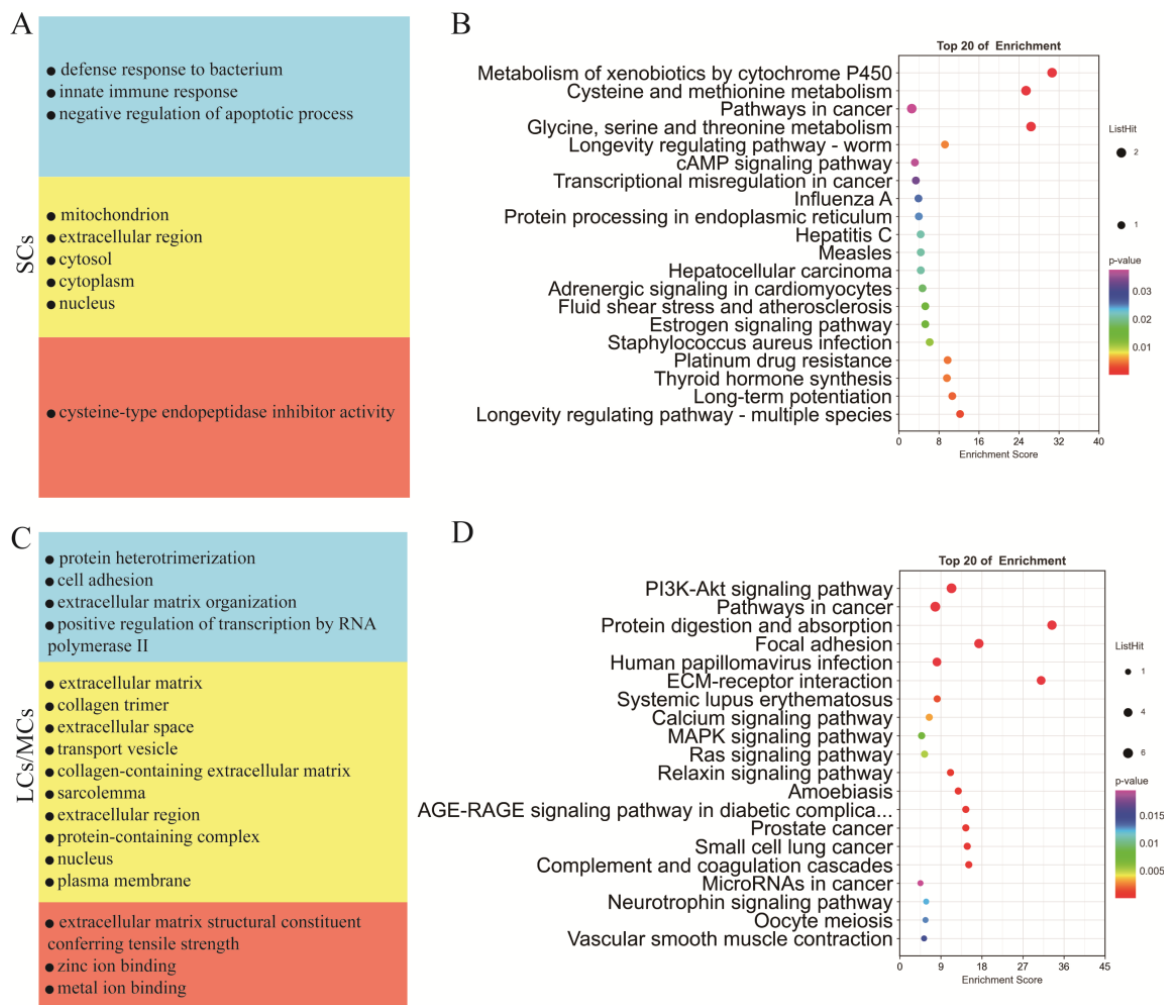 A
defense response to bacterium
innate immune response
negative regulation of apoptotic process
mitochondrion
extracellular region
cytosol
cytoplasm
nucleus
cysteine-type endopeptidase inhibitor activity
SCs
B
Top 20 of Enrichment
Metabolism of xenobiotics by cytochrome P450
Cysteine and methionine metabolism
Pathways in cancer
Glycine, serine and threonine metabolism
Longevity regulating pathway - worm
cAMP signaling pathway
Transcriptional misregulation in cancer
Influenza A
Protein processing in endoplasmic reticulum
Hepatitis C
Measles
Hepatocellular carcinoma
Adrenergic signaling in cardiomyocytes
Fluid shear stress and atherosclerosis
Estrogen signaling pathway
Staphylococcus aureus infection
Platinum drug resistance
Thyroid hormone synthesis
Long-term potentiation
Longevity regulating pathway - multiple species
0 8 16 24 32 40
Enrichment Score
ListHit
2
1
p-value
0.03
0.02
0.01
C
protein heterotrimerization
cell adhesion
extracellular matrix organization
positive regulation of transcription by RNA
polymerase II
extracellular matrix
collagen trimer
extracellular space
transport vesicle
collagen-containing extracellular matrix
sarcolemma
extracellular region
protein-containing complex
nucleus
plasma membrane
extracellular matrix structural constituent
conferring tensile strength
zinc ion binding
metal ion binding
LCs/MCs
D
Top 20 of Enrichment
PI3K-Akt signaling pathway
Pathways in cancer
Protein digestion and absorption
Focal adhesion
Human papillomavirus infection
ECM-receptor interaction
Systemic lupus erythematosus
Calcium signaling pathway
MAPK signaling pathway
Ras signaling pathway
Relaxin signaling pathway
Amoebiasis
AGE-RAGE signaling pathway in diabetic complica...
Prostate cancer
Small cell lung cancer
Complement and coagulation cascades
MicroRNAs in cancer
Neurotrophin signaling pathway
Oocyte meiosis
Vascular smooth muscle contraction
0 9 18 27 36 45
Enrichment Score
ListHit
1
4
6
p-value
0.015
0.01
0.005